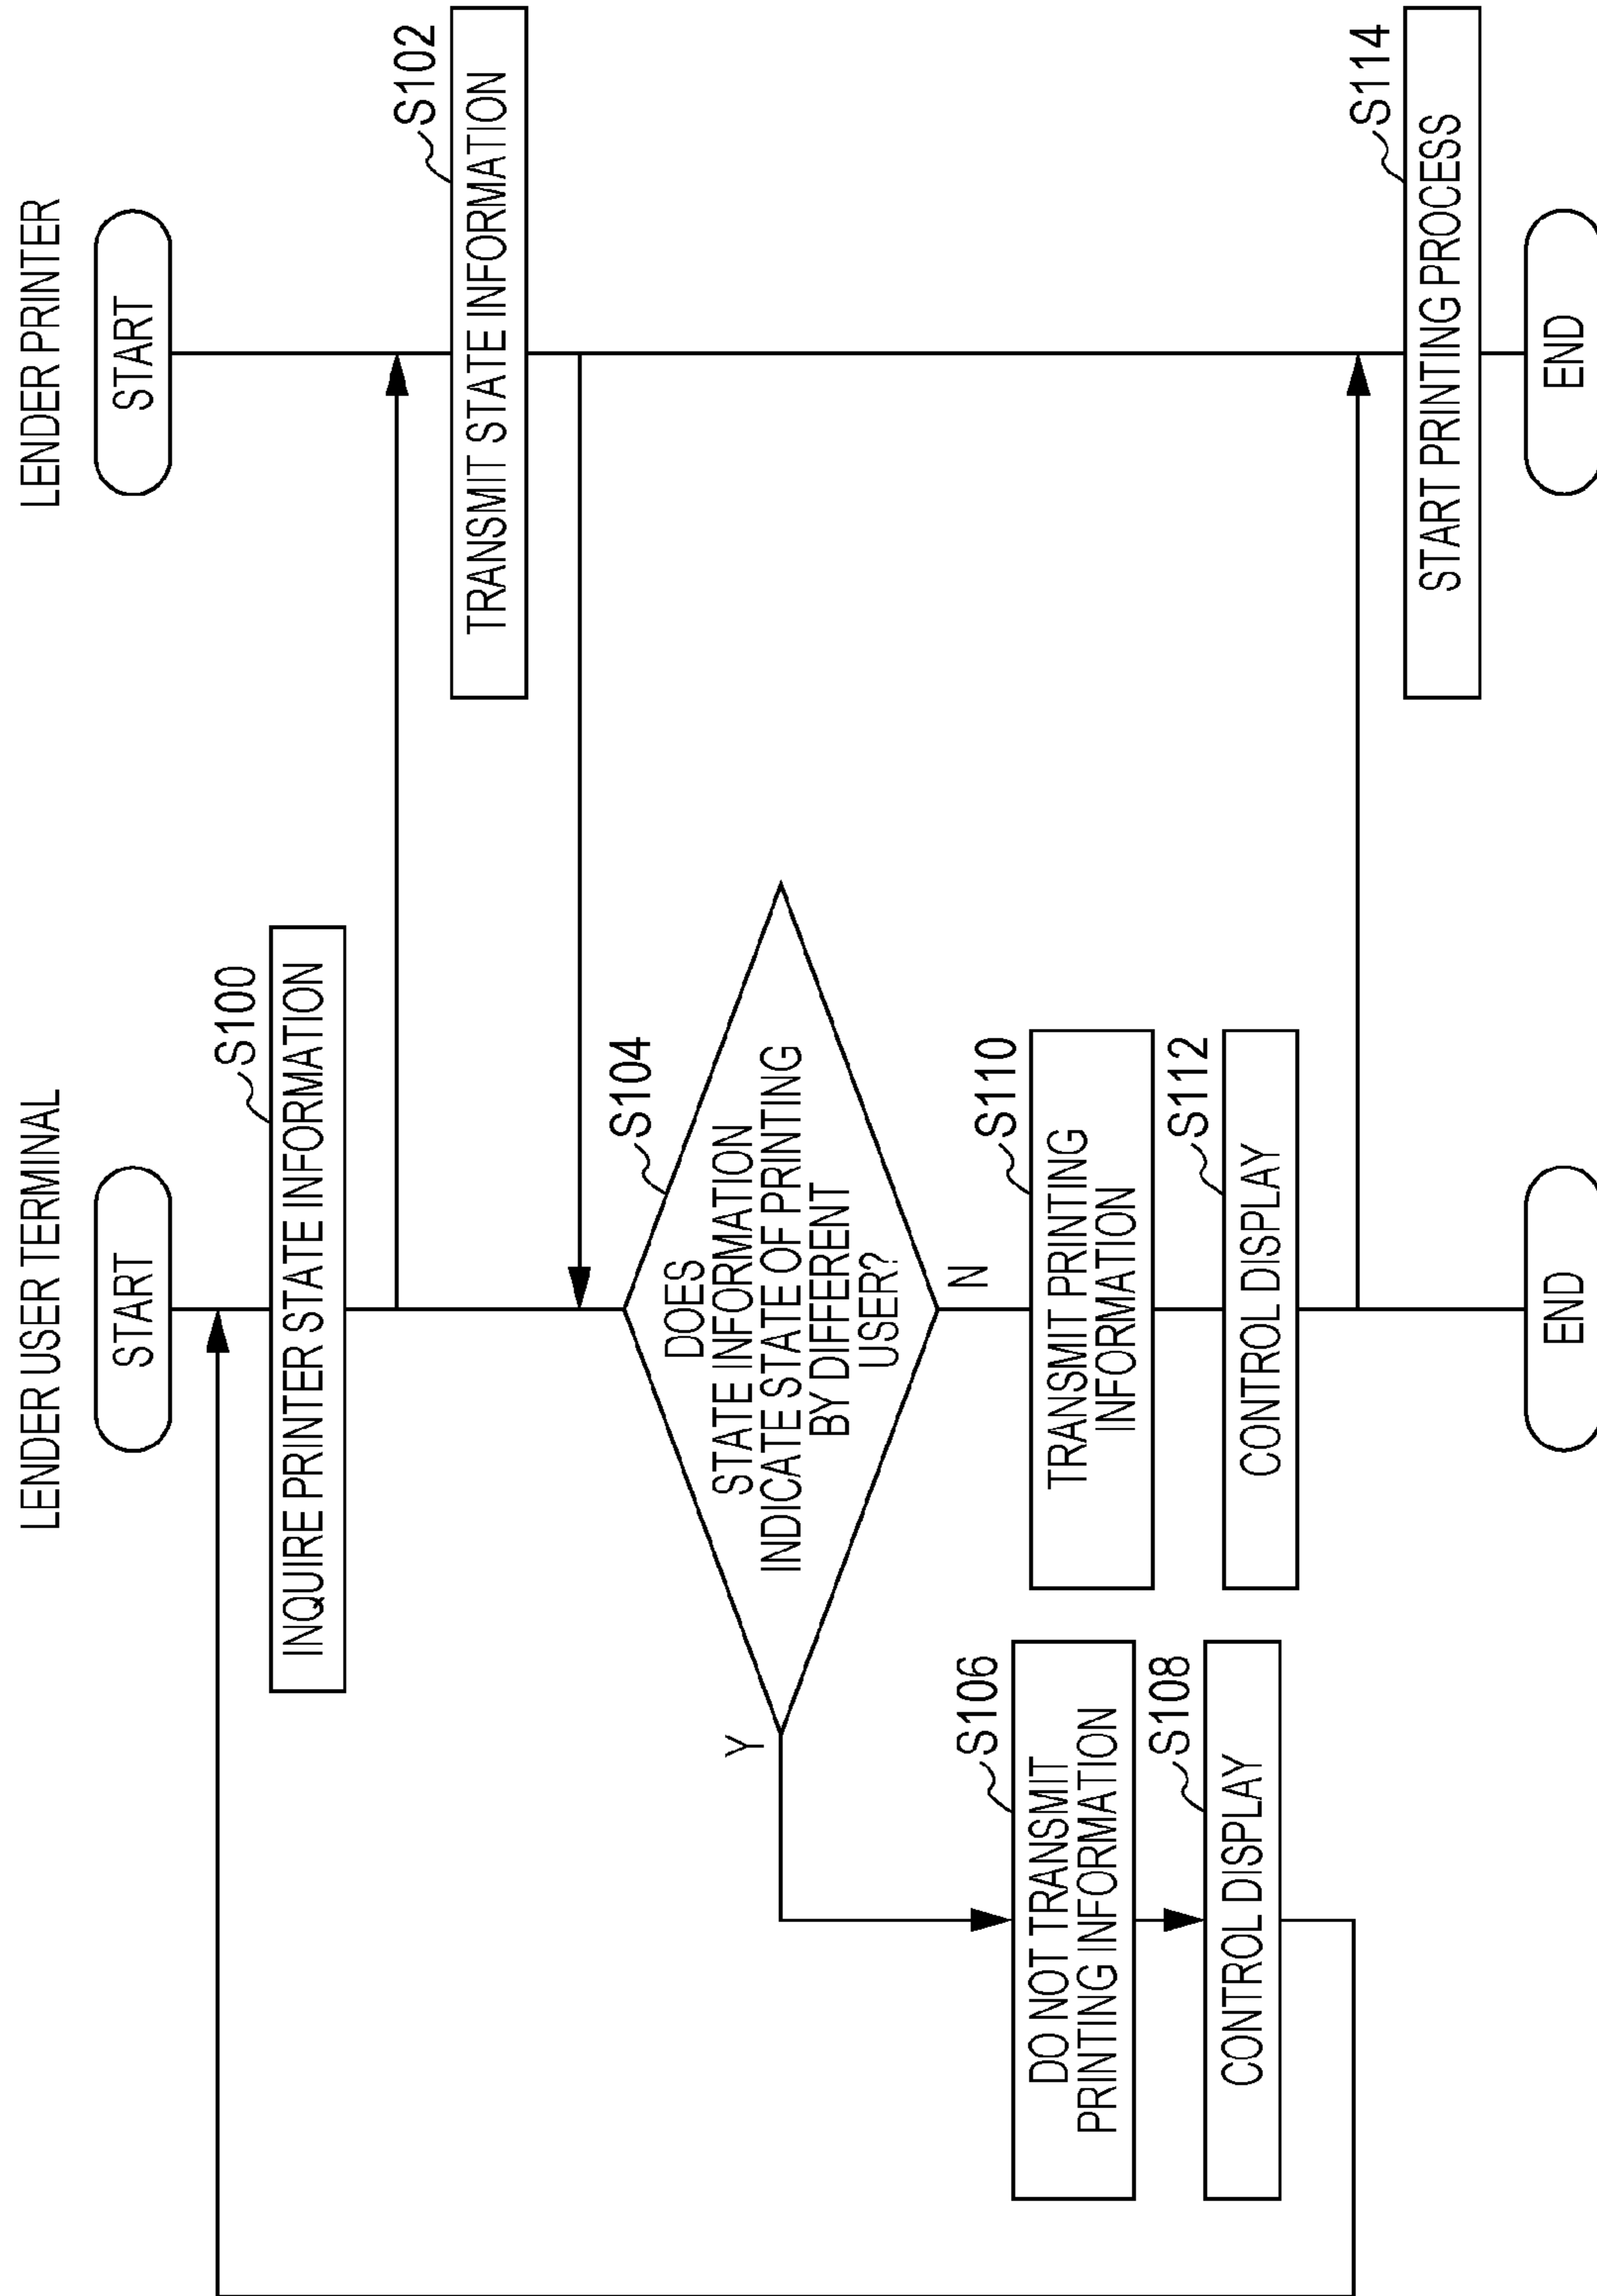 LENDER USER TERMINAL
LENDER PRINTER
START
START
S100
INQUIRE PRINTER STATE INFORMATION
S102
TRANSMIT STATE INFORMATION
S104
DOES
STATE INFORMATION
INDICATE STATE OF PRINTING
BY DIFFERENT
USER?
Y
N
S106
DO NOT TRANSMIT
PRINTING INFORMATION
S110
TRANSMIT PRINTING
INFORMATION
S108
CONTROL DISPLAY
S112
CONTROL DISPLAY
S114
START PRINTING PROCESS
END
END